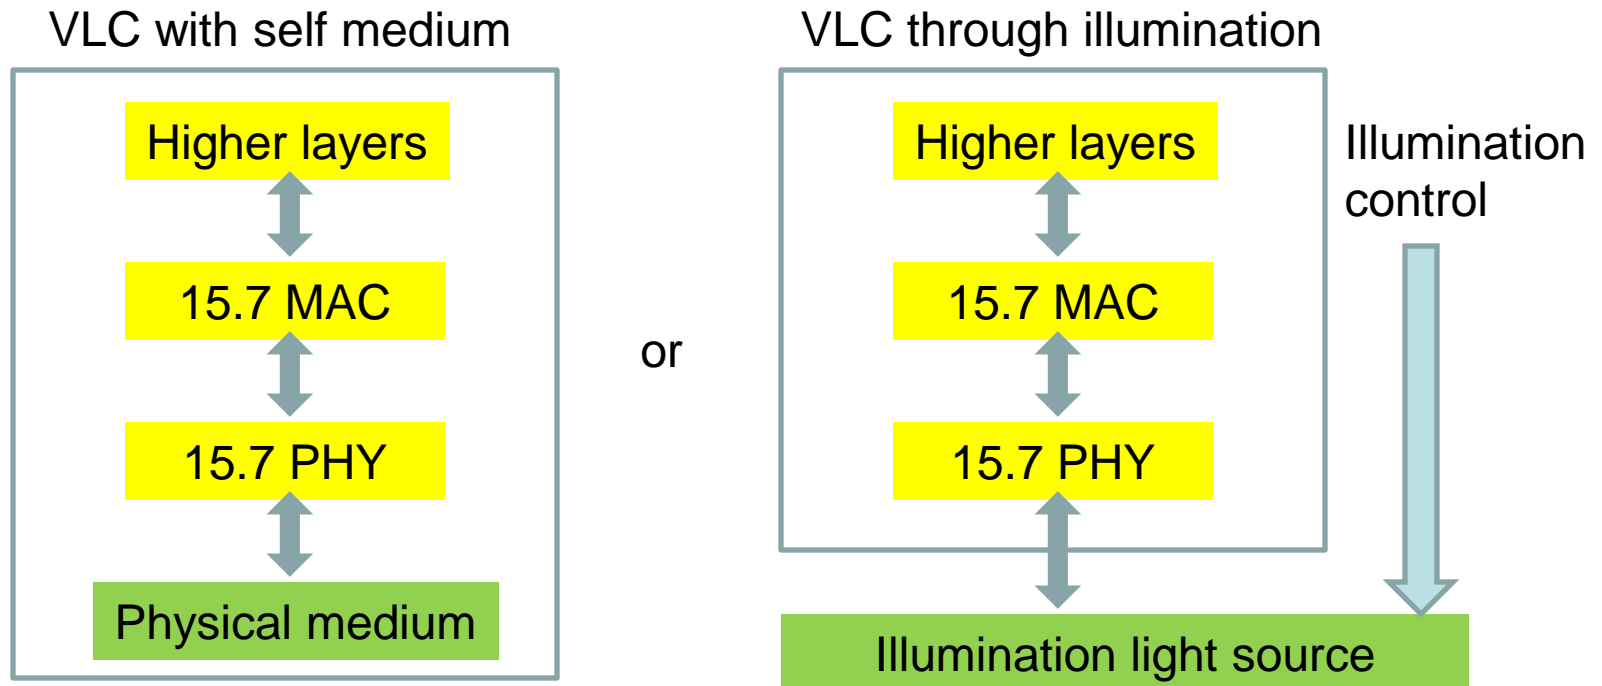 VLC with self medium
Higher layers
15.7 MAC
15.7 PHY
Physical medium
or
VLC through illumination
Higher layers
15.7 MAC
15.7 PHY
Illumination light source
Illumination
control